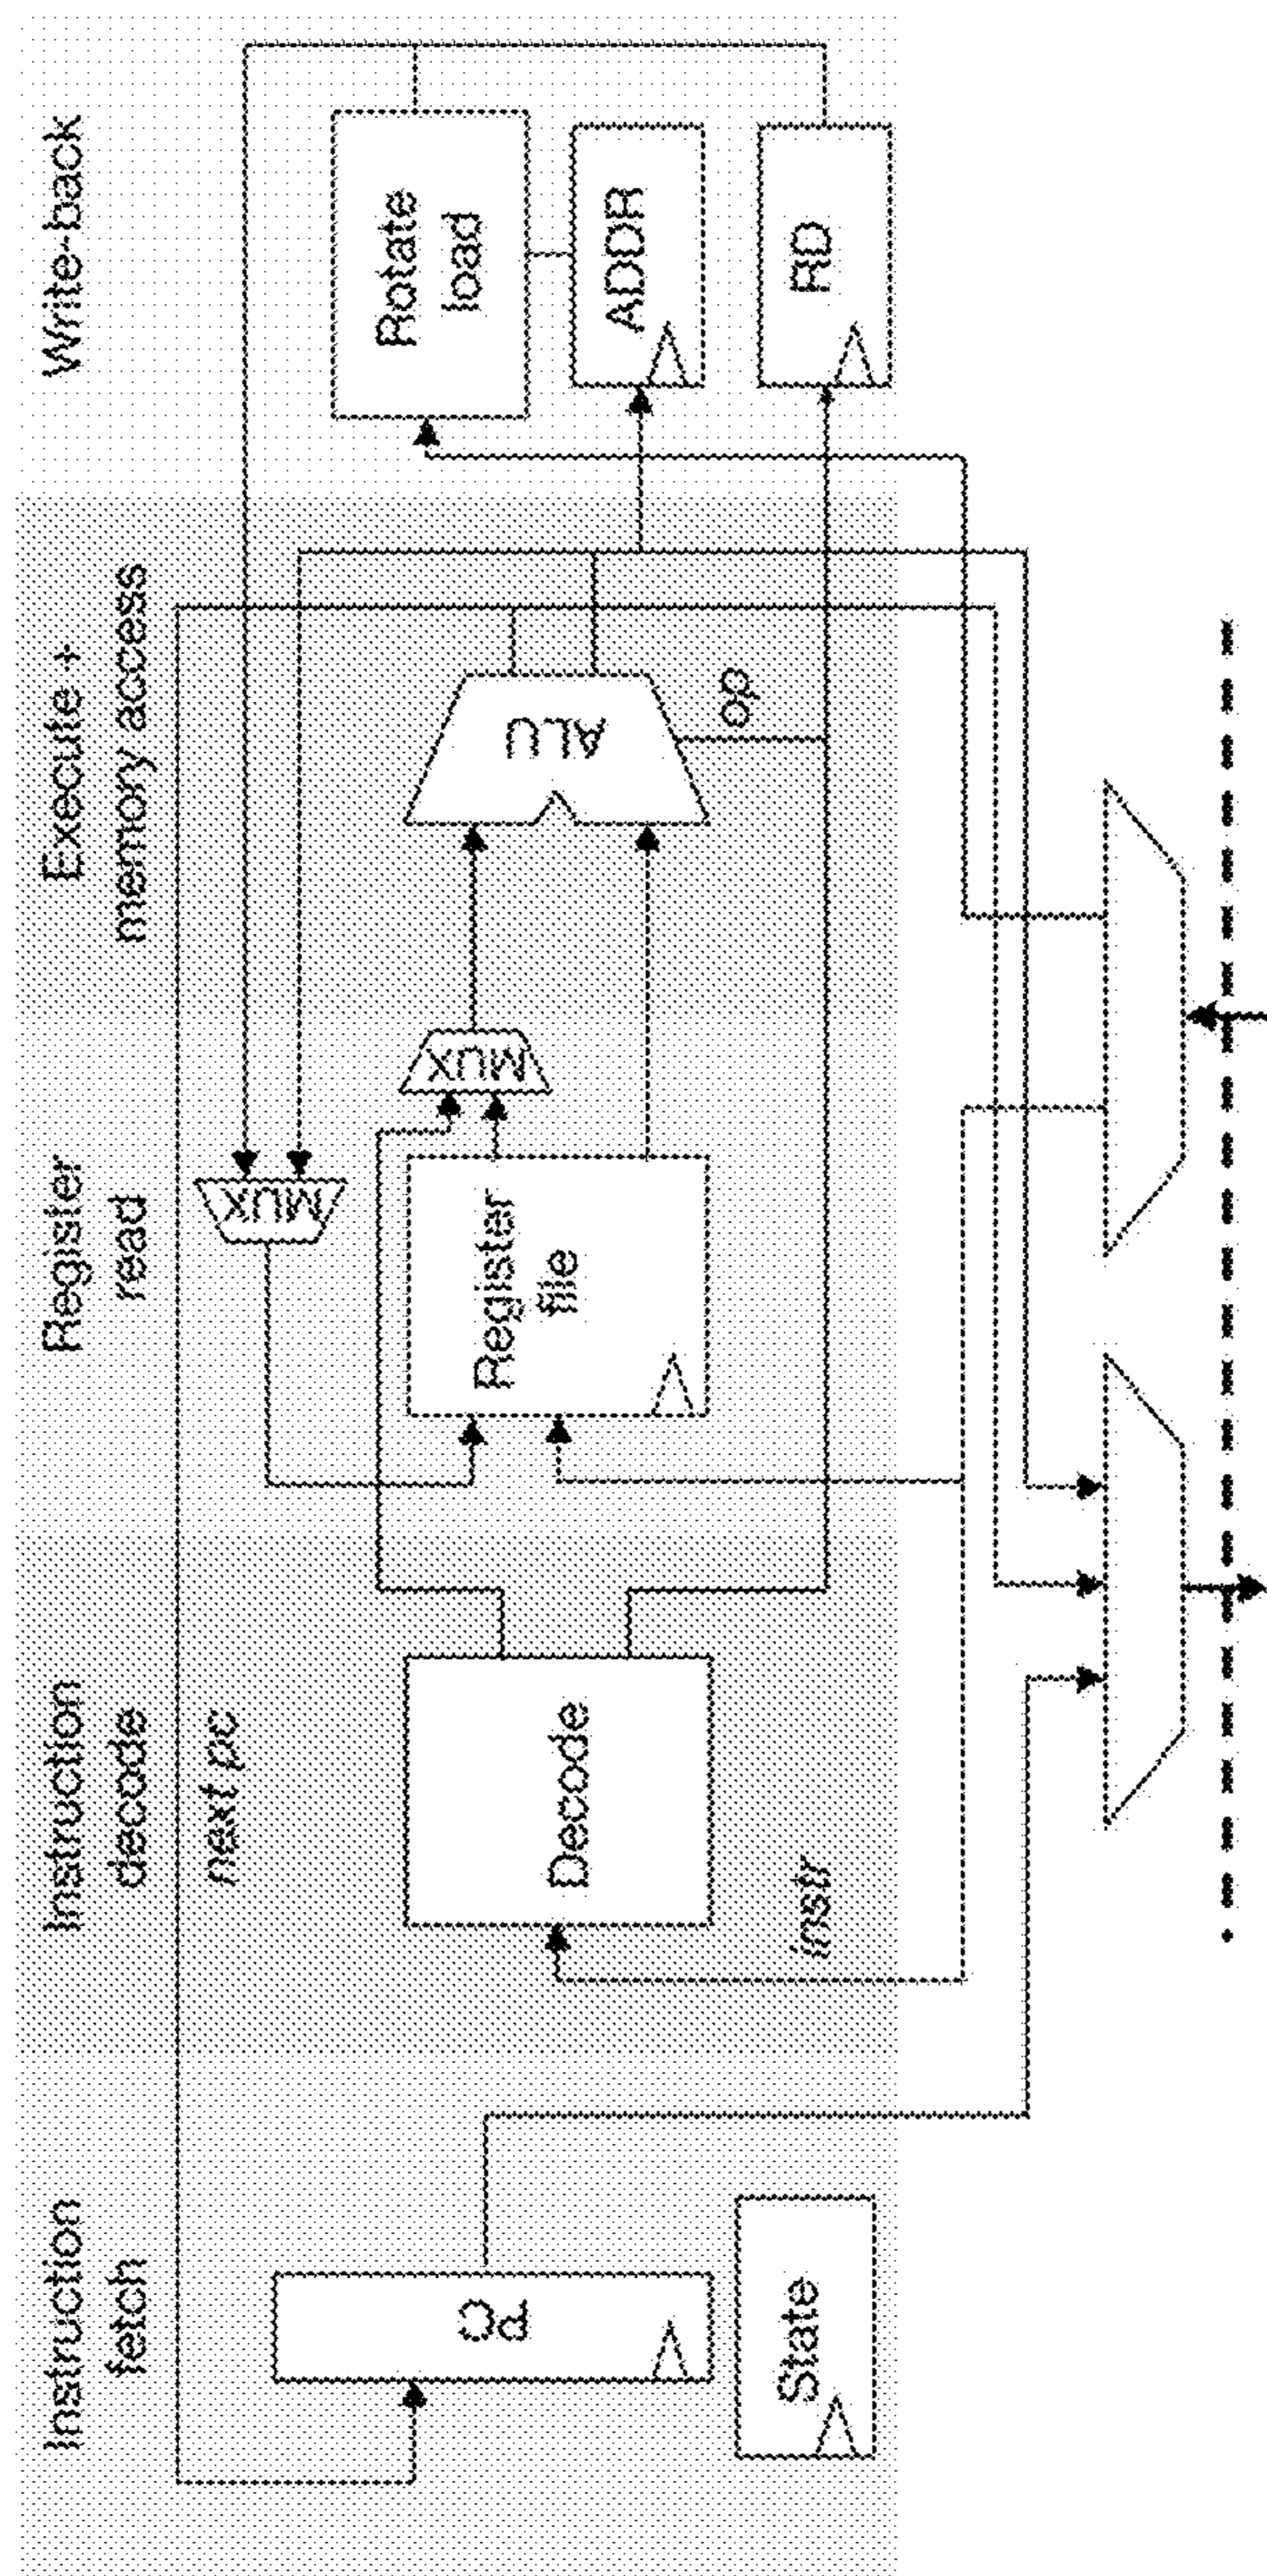 Instruction
fetch
Instruction
decode
Register
read
Execute +
memory access
Write-back
next pc
PC
State
Decode
instr
MUX
Register
file
MUX
ALU
op
Rotate
load
ADDR
RD